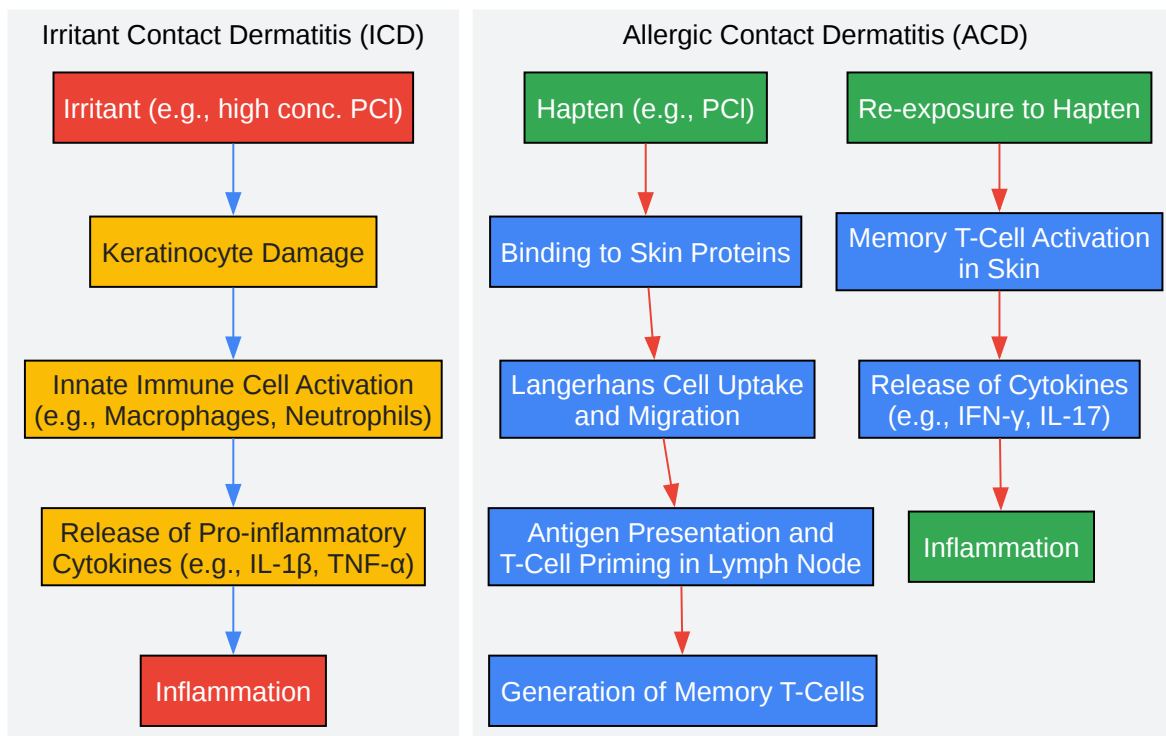 Irritant Contact Dermatitis (ICD)
Irritant (e.g., high conc. PCl)
Keratinocyte Damage
Innate Immune Cell Activation
(e.g., Macrophages, Neutrophils)
Release of Pro-inflammatory
Cytokines (e.g., IL-1β, TNF-α)
Inflammation
Allergic Contact Dermatitis (ACD)
Hapten (e.g., PCl)
Binding to Skin Proteins
Langerhans Cell Uptake
and Migration
Antigen Presentation and
T-Cell Priming in Lymph Node
Generation of Memory T-Cells
Re-exposure to Hapten
Memory T-Cell Activation
in Skin
Release of Cytokines
(e.g., IFN-γ, IL-17)
Inflammation